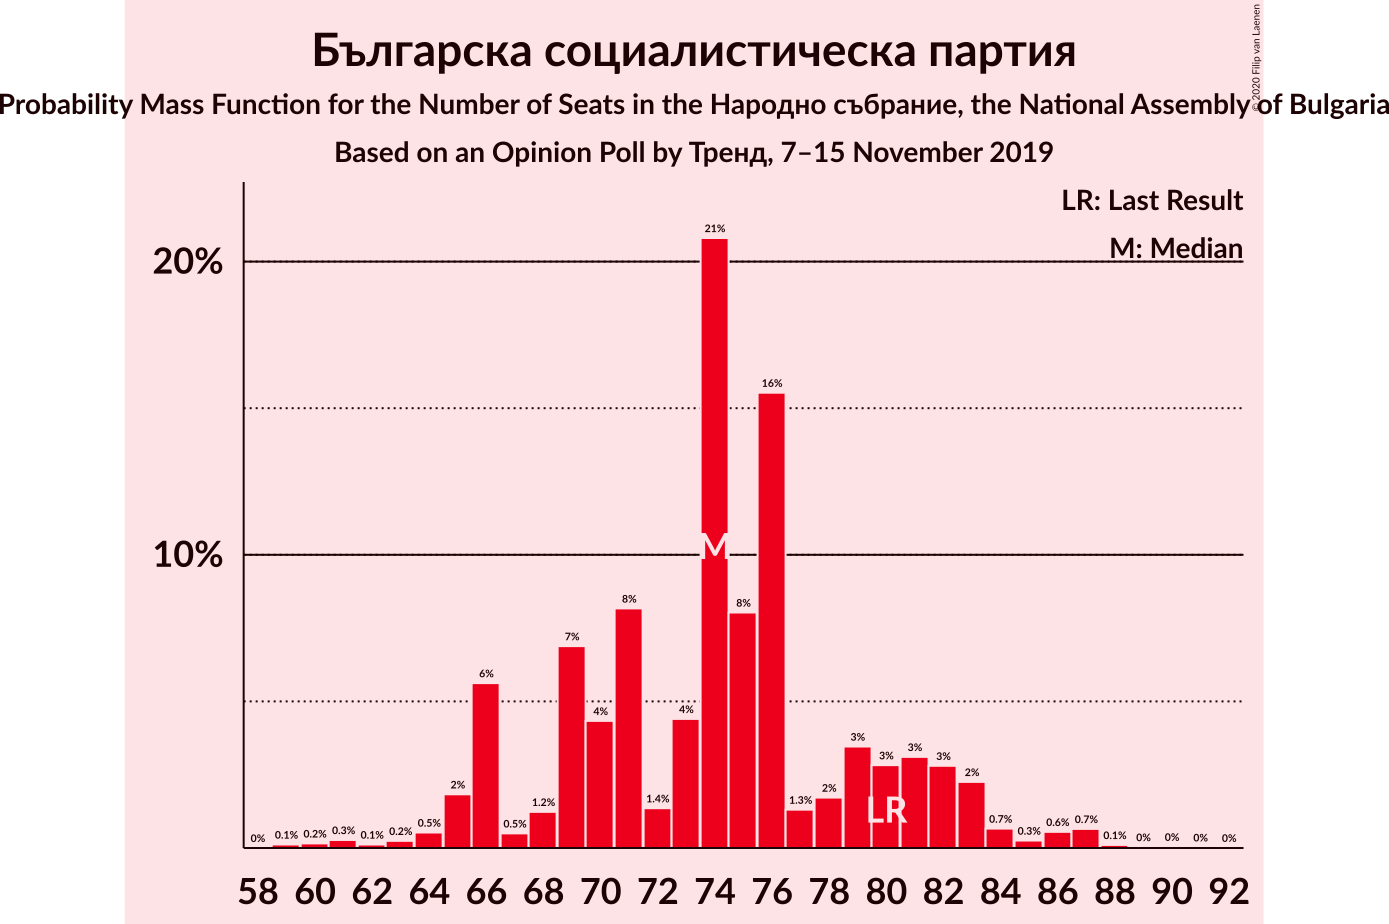 Българска социалистическа партия
Probability Mass Function for the Number of Seats in the Народно събрание, the National Assembly of Bulgaria
Based on an Opinion Poll by Тренд, 7–15 November 2019
© 2020 Filip van Laenen
LR: Last Result
M: Median
20%
10%
0% 0.1% 0.2% 0.3% 0.1% 0.2% 0.5% 2% 6% 0.5% 1.2% 7% 4% 8% 1.4% 4% 21% 8% 16% 1.3% 2% 3% 3% 3% 3% 2% 0.7% 0.3% 0.6% 0.7% 0.1% 0% 0% 0% 0%
M
LR
58 60 62 64 66 68 70 72 74 76 78 80 82 84 86 88 90 92